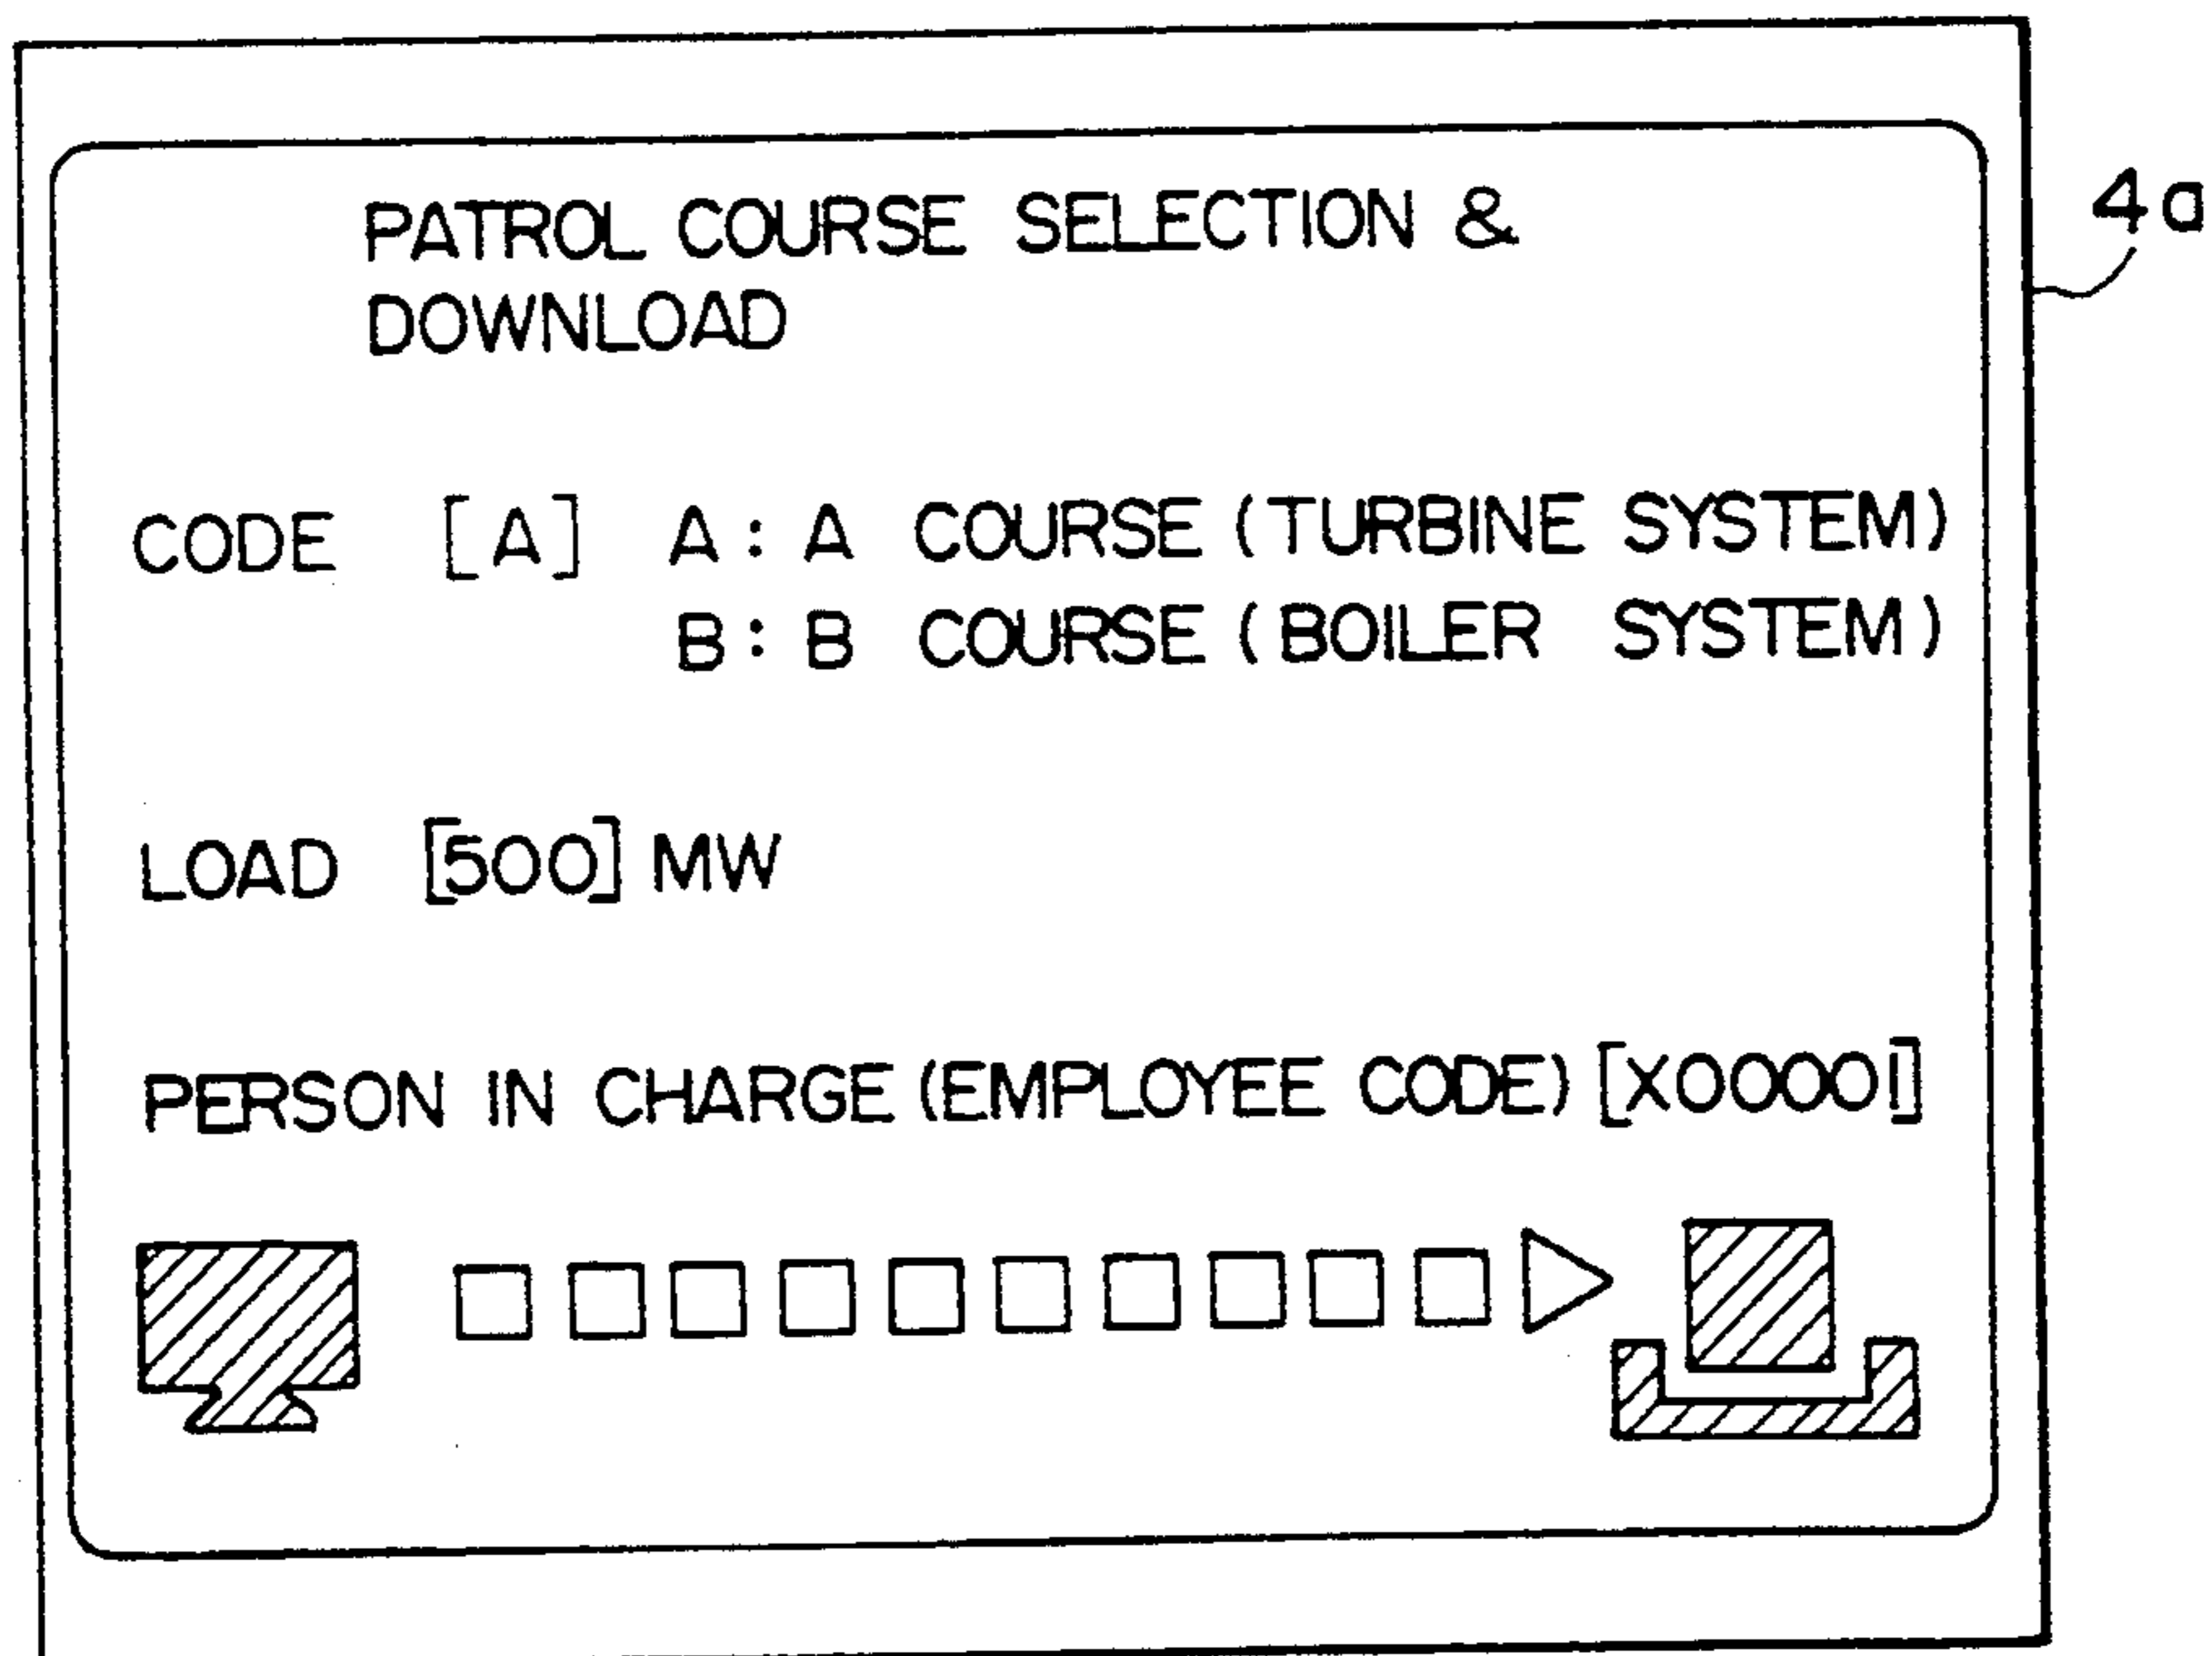 PATROL COURSE SELECTION &
DOWNLOAD
4a
CODE [A] A : A COURSE (TURBINE SYSTEM)
B : B COURSE (BOILER SYSTEM)
LOAD [500] MW
PERSON IN CHARGE (EMPLOYEE CODE) [X00001]